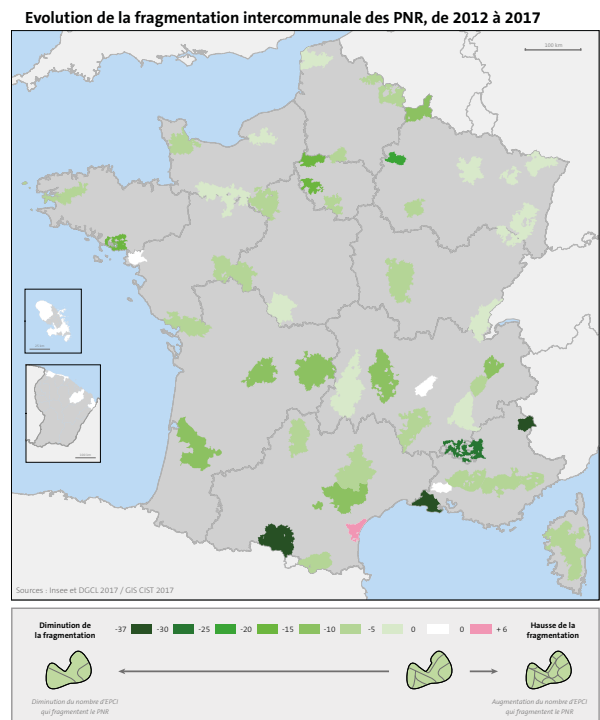 Evolution de la fragmentation intercommunale des PNR, de 2012 à 2017
100 km
Sources : Insee et DGCL 2017 / GIS CIST 2017
Diminution de
la fragmentation
-37 -30 -25 -20 -15 -10 -5 0 0 + 6
Hausse de la
fragmentation
Diminution du nombre d'EPCI
qui fragmentent le PNR
Augmentation du nombre d'EPCI
qui fragmentent le PNR